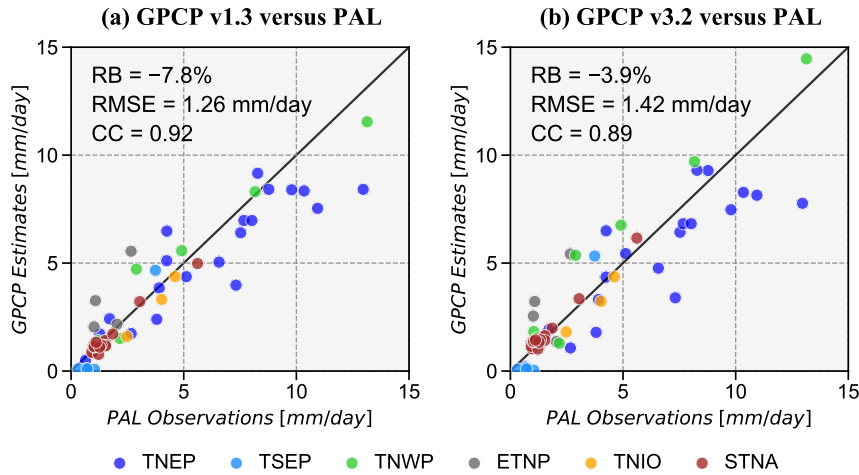 (a) GPCP v1.3 versus PAL
15
10
5
0
GPCP Estimates [mm/day]
RB = −7.8%
RMSE = 1.26 mm/day
CC = 0.92
0 5 10 15
PAL Observations [mm/day]
(b) GPCP v3.2 versus PAL
15
10
5
0
GPCP Estimates [mm/day]
RB = −3.9%
RMSE = 1.42 mm/day
CC = 0.89
0 5 10 15
PAL Observations [mm/day]
TNEP TSEP TNWP ETNP TNIO STNA